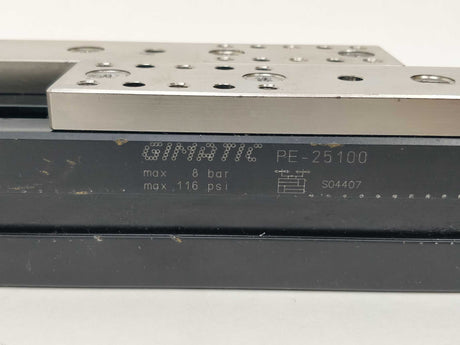 GIMATIC PE-25100
max 8 bar
max 116 psi S04407